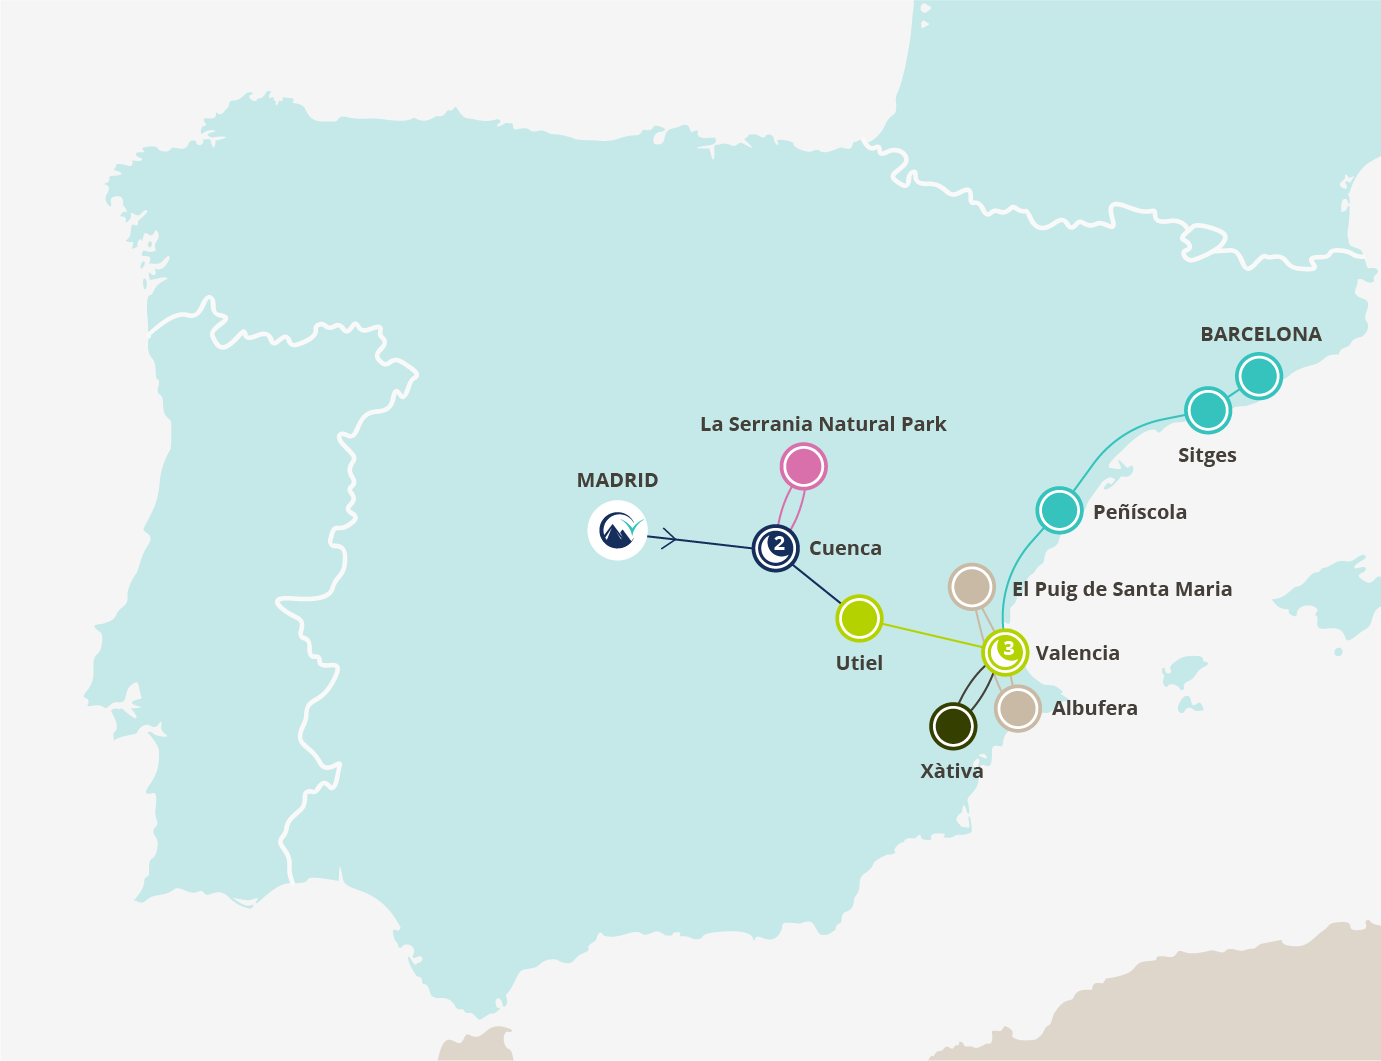 BARCELONA
La Serrania Natural Park
Sitges
MADRID
Peñíscola
2
Cuenca
El Puig de Santa Maria
3
Valencia
Utiel
Albufera
Xàtiva